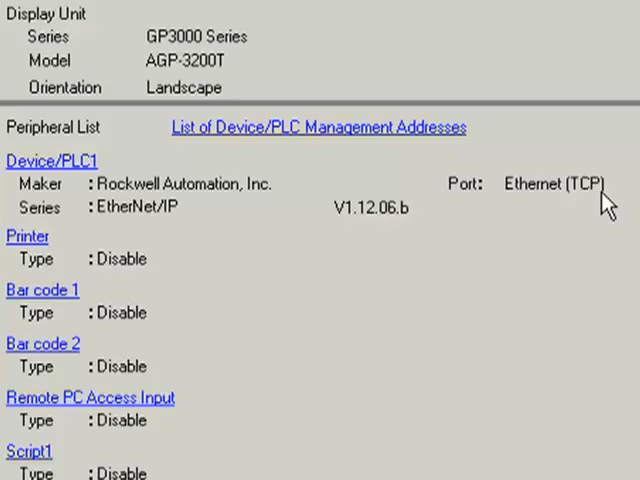 Display Unit
Series GP3000 Series
Model AGP-3200T
Orientation Landscape
Peripheral List List of Device/PLC Management Addresses
Device/PLC1
Maker : Rockwell Automation, Inc. Port: Ethernet (TCP)
Series : EtherNet/IP V1.12.06.b
Printer
Type : Disable
Bar code 1
Type : Disable
Bar code 2
Type : Disable
Remote PC Access Input
Type : Disable
Script1
Type : Disable